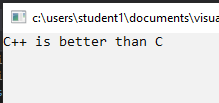 c:\users\student1\documents\visua
C++ is better than C